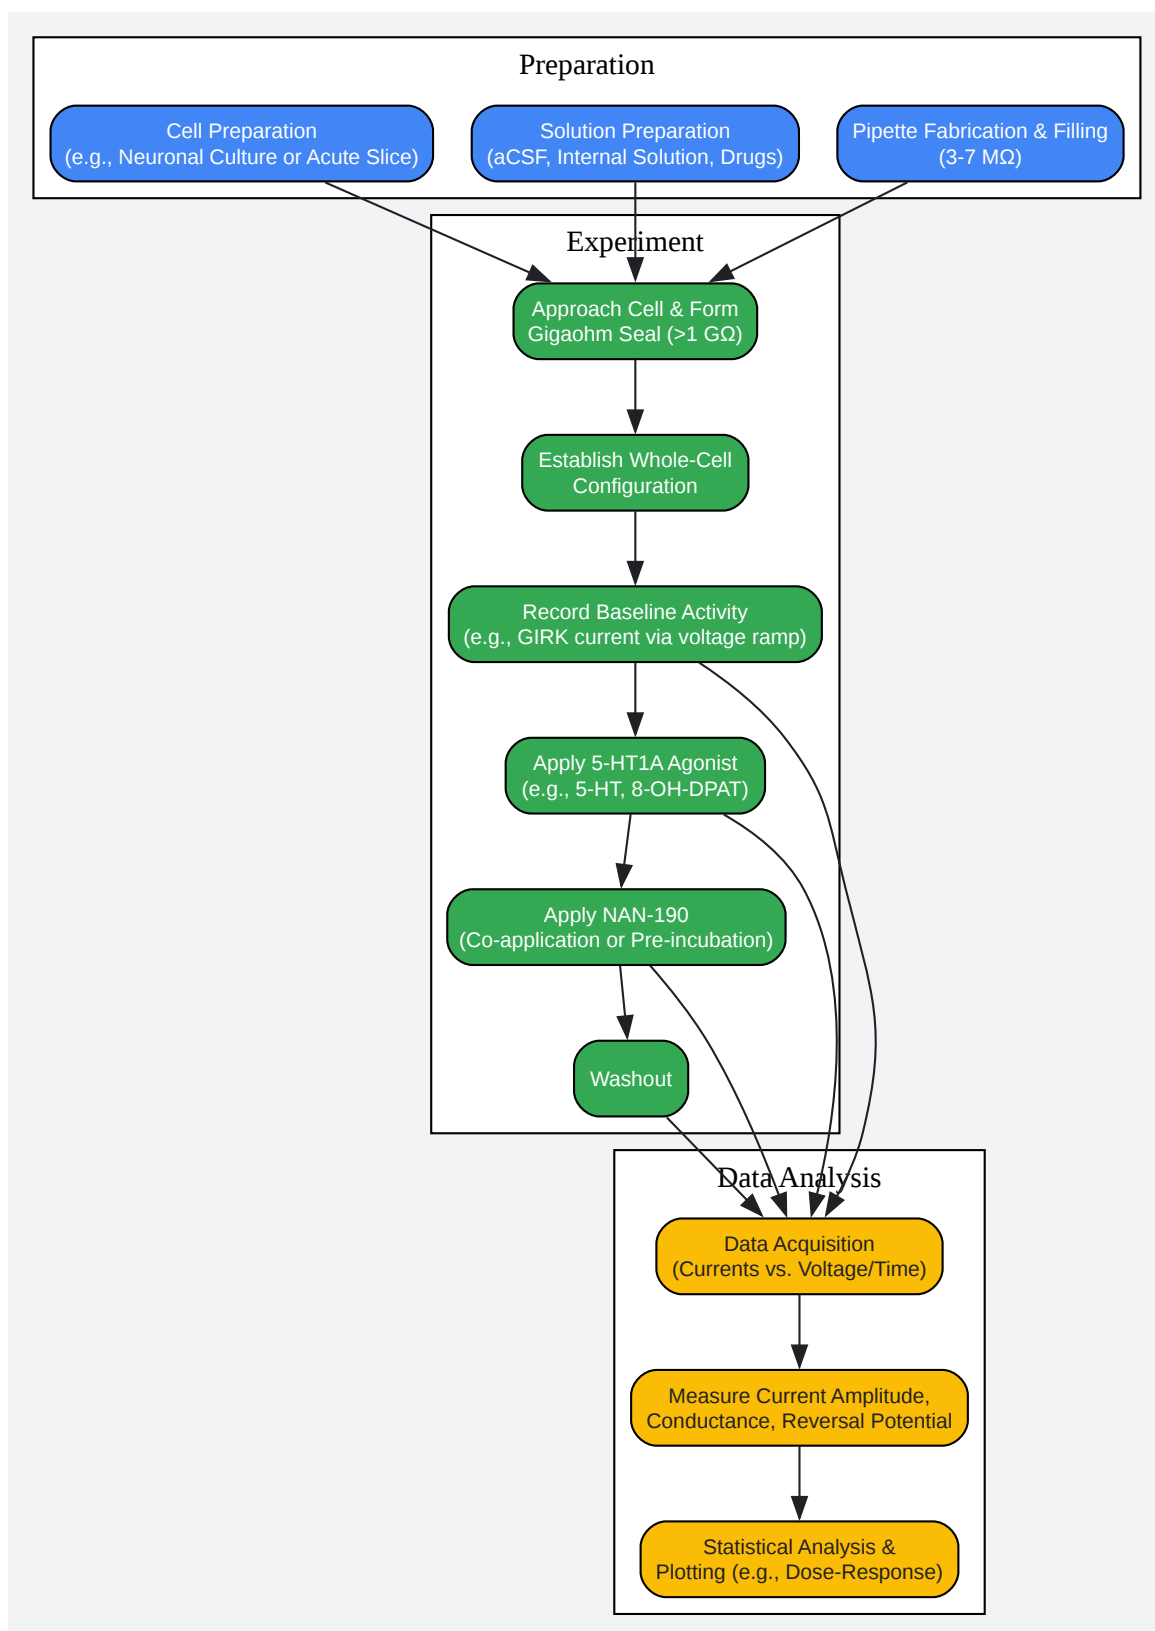 Preparation
Cell Preparation
(e.g., Neuronal Culture or Acute Slice)
Solution Preparation
(aCSF, Internal Solution, Drugs)
Pipette Fabrication & Filling
(3-7 MΩ)
Experiment
Approach Cell & Form
Gigaohm Seal (>1 GΩ)
Establish Whole-Cell
Configuration
Record Baseline Activity
(e.g., GIRK current via voltage ramp)
Apply 5-HT1A Agonist
(e.g., 5-HT, 8-OH-DPAT)
Apply NAN-190
(Co-application or Pre-incubation)
Washout
Data Analysis
Data Acquisition
(Currents vs. Voltage/Time)
Measure Current Amplitude,
Conductance, Reversal Potential
Statistical Analysis &
Plotting (e.g., Dose-Response)